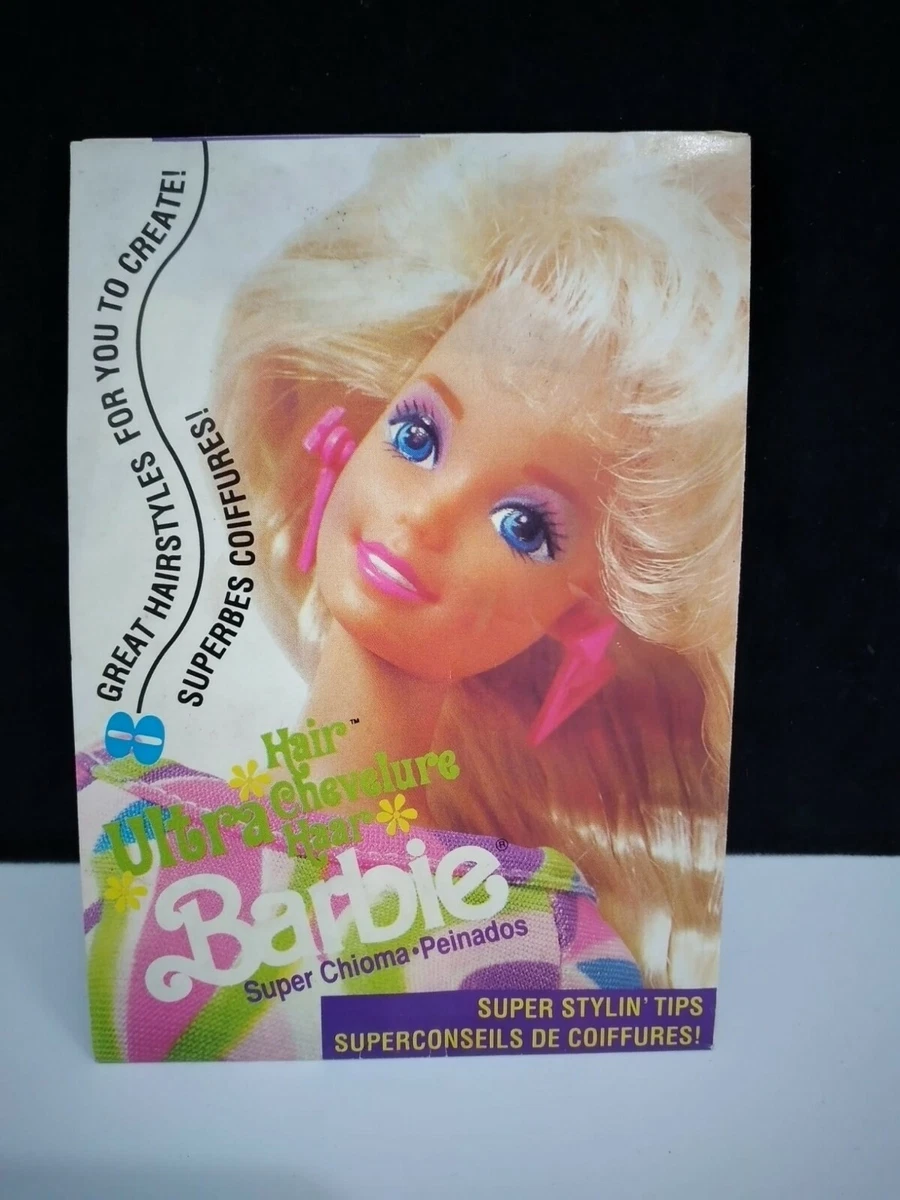 8 GREAT HAIRSTYLES FOR YOU TO CREATE!
SUPERBES COIFFURES!
Hair™
Ultra Chevelure
Haar
Barbie®
Super Chioma•Peinados
SUPER STYLIN' TIPS
SUPERCONSEILS DE COIFFURES!